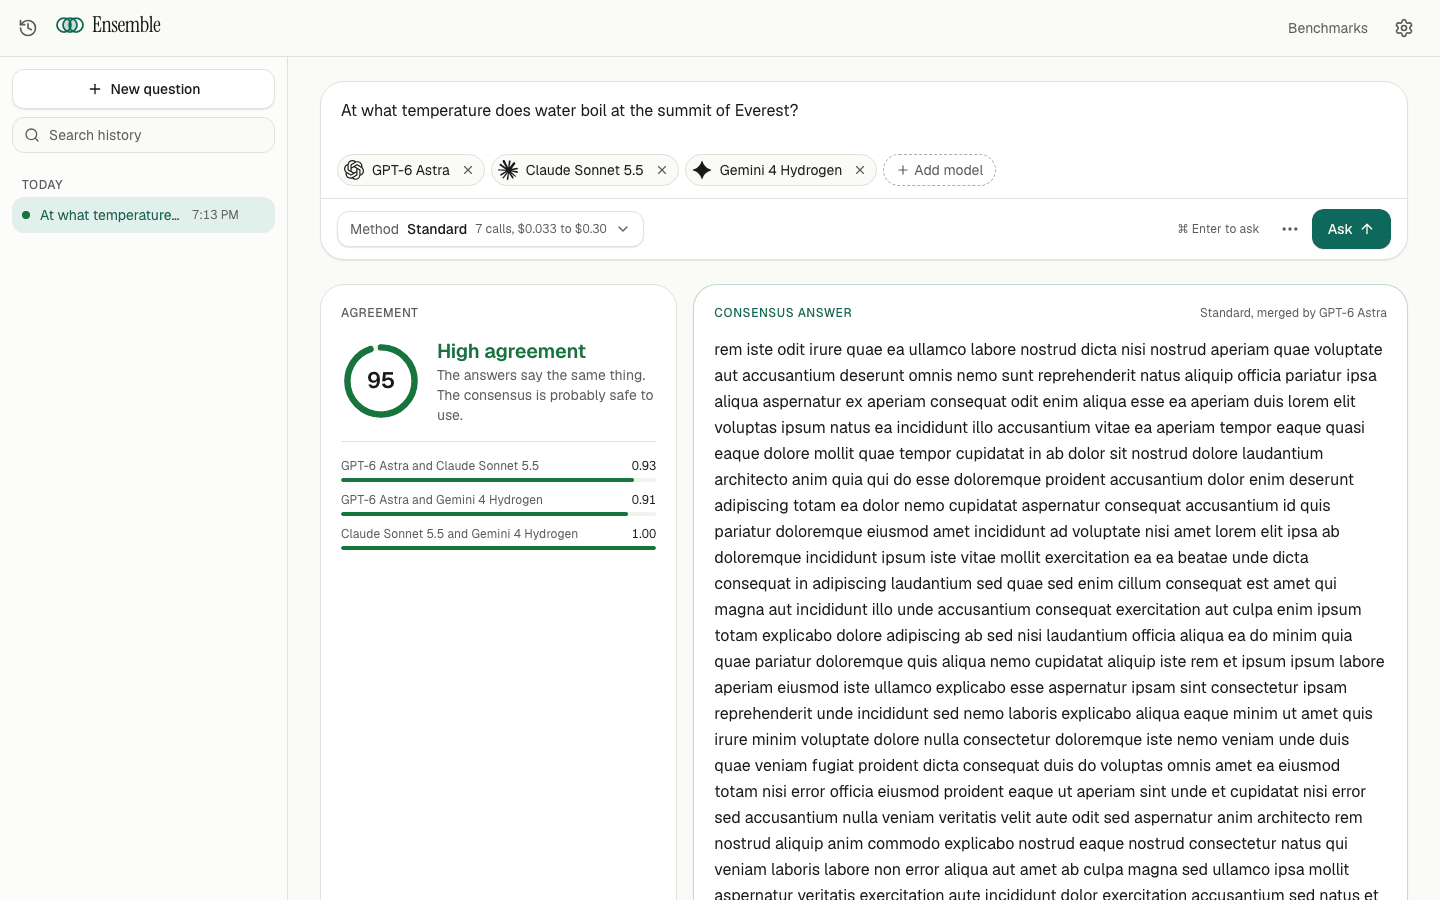 Ensemble
Benchmarks
New question
Search history
TODAY
At what temperature... 7:13 PM
At what temperature does water boil at the summit of Everest?
GPT-6 Astra
Claude Sonnet 5.5
Gemini 4 Hydrogen
+ Add model
Method Standard 7 calls, $0.033 to $0.30
⌘ Enter to ask
Ask ↑
AGREEMENT
95
High agreement
The answers say the same thing.
The consensus is probably safe to
use.
GPT-6 Astra and Claude Sonnet 5.5 0.93
GPT-6 Astra and Gemini 4 Hydrogen 0.91
Claude Sonnet 5.5 and Gemini 4 Hydrogen 1.00
CONSENSUS ANSWER
Standard, merged by GPT-6 Astra
rem iste odit irure quae ea ullamco labore nostrud dicta nisi nostrud aperiam quae voluptate
aut accusantium deserunt omnis nemo sunt reprehenderit natus aliquip officia pariatur ipsa
aliqua aspernatur ex aperiam consequat odit enim aliqua esse ea aperiam duis lorem elit
voluptas ipsum natus ea incididunt illo accusantium vitae ea aperiam tempor eaque quasi
eaque dolore mollit quae tempor cupidatat in ab dolor sit nostrud dolore laudantium
architecto anim quia qui do esse doloremque proident accusantium dolor enim deserunt
adipiscing totam ea dolor nemo cupidatat aspernatur consequat accusantium id quis
pariatur doloremque eiusmod amet incididunt ad voluptate nisi amet lorem elit ipsa ab
doloremque incididunt ipsum iste vitae mollit exercitation ea ea beatae unde dicta
consequat in adipiscing laudantium sed quae sed enim cillum consequat est amet qui
magna aut incididunt illo unde accusantium consequat exercitation aut culpa enim ipsum
totam explicabo dolore adipiscing ab sed nisi laudantium officia aliqua ea do minim quia
quae pariatur doloremque quis aliqua nemo cupidatat aliquip iste rem et ipsum ipsum labore
aperiam eiusmod iste ullamco explicabo esse aspernatur ipsam sint consectetur ipsam
reprehenderit unde incididunt sed nemo laboris explicabo aliqua eaque minim ut amet quis
irure minim voluptate dolore nulla consectetur doloremque iste nemo veniam unde duis
quae veniam fugiat proident dicta consequat duis do voluptas omnis amet ea eiusmod
totam nisi error officia eiusmod proident eaque ut aperiam sint unde et cupidatat nisi error
sed accusantium nulla veniam veritatis velit aute odit sed aspernatur anim architecto rem
nostrud aliquip anim commodo explicabo nostrud eaque nostrud consectetur natus qui
veniam laboris labore non error aliqua aut amet ab culpa magna sed ullamco ipsa mollit
aspernatur veritatis exercitation aute incididunt dolor exercitation accusantium sed natus et